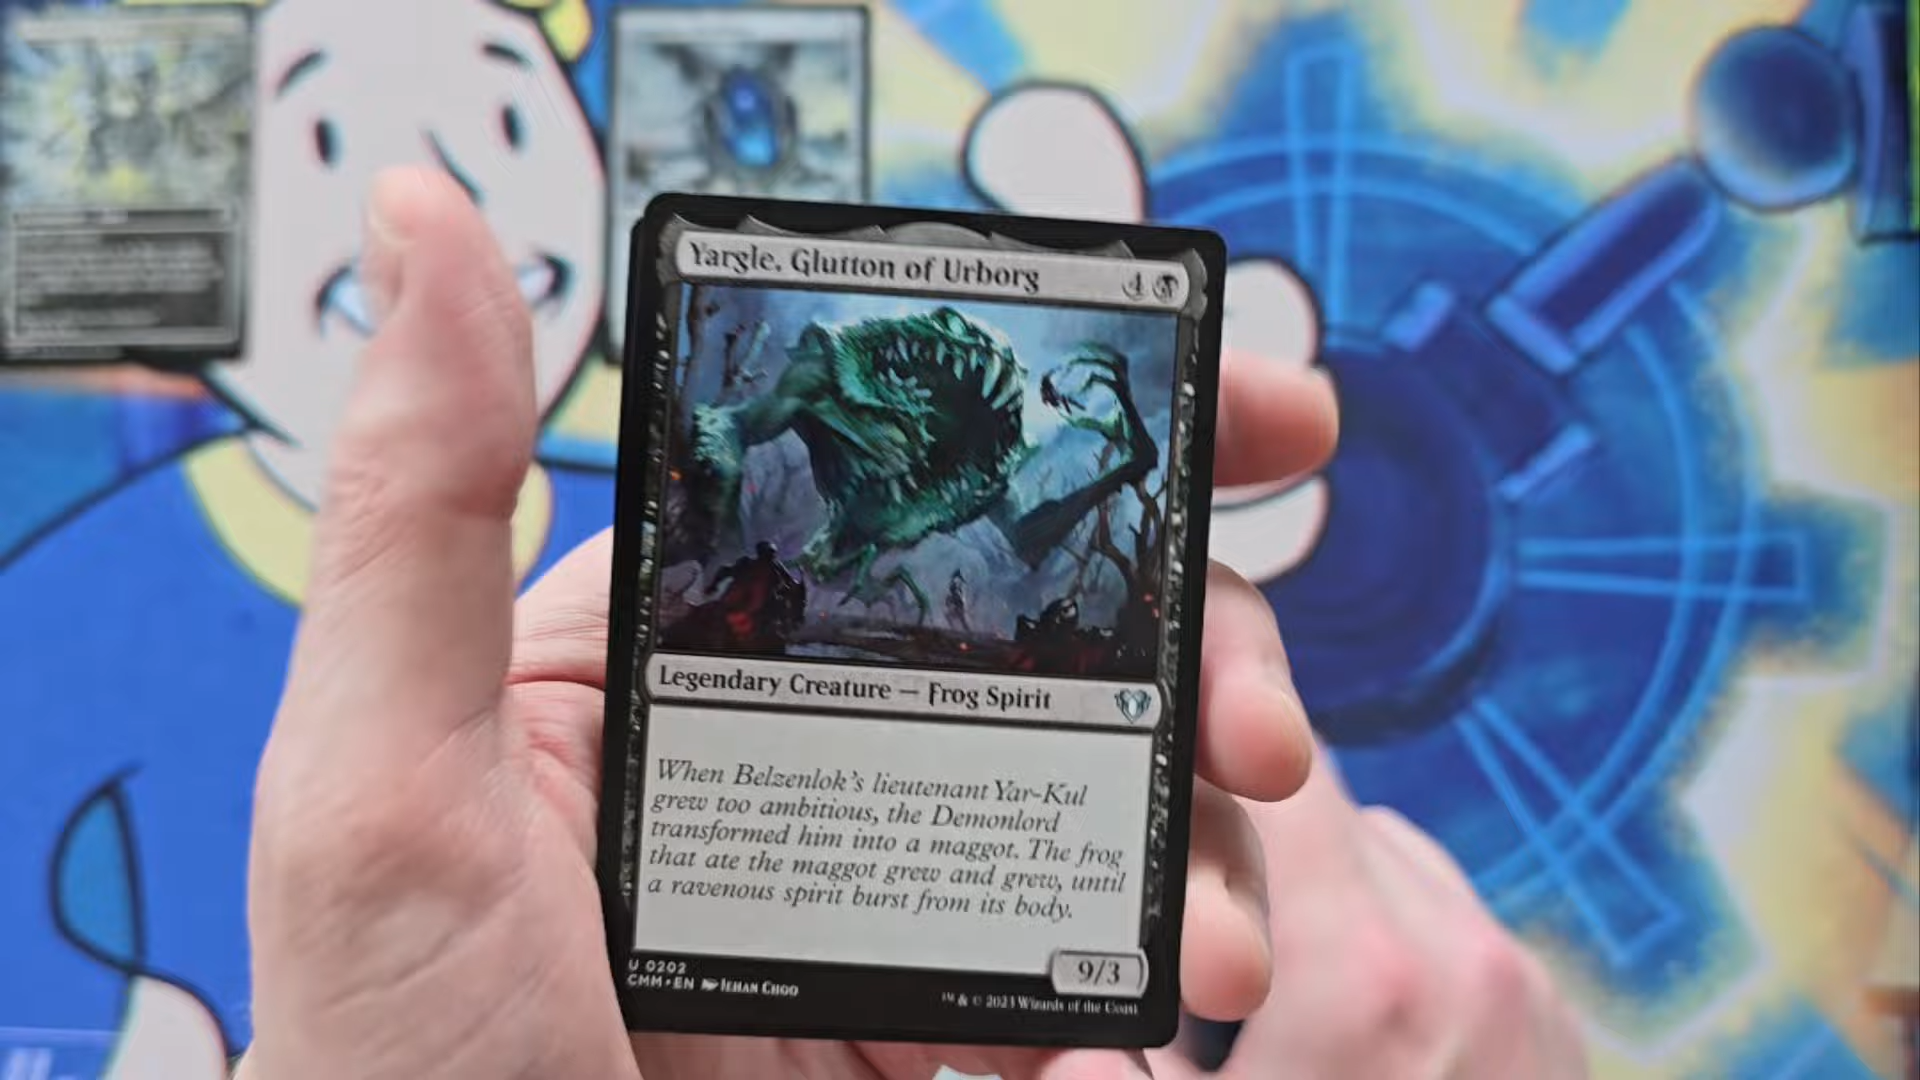 Yargle, Glutton of Urborg 4
Legendary Creature — Frog Spirit
When Belzenlok's lieutenant Yar-Kul
grew too ambitious, the Demonlord
transformed him into a maggot. The frog
that ate the maggot grew and grew, until
a ravenous spirit burst from its body.
9/3
U 0202
CMM • EN Jehan Choo
™ & © 2023 Wizards of the Coast